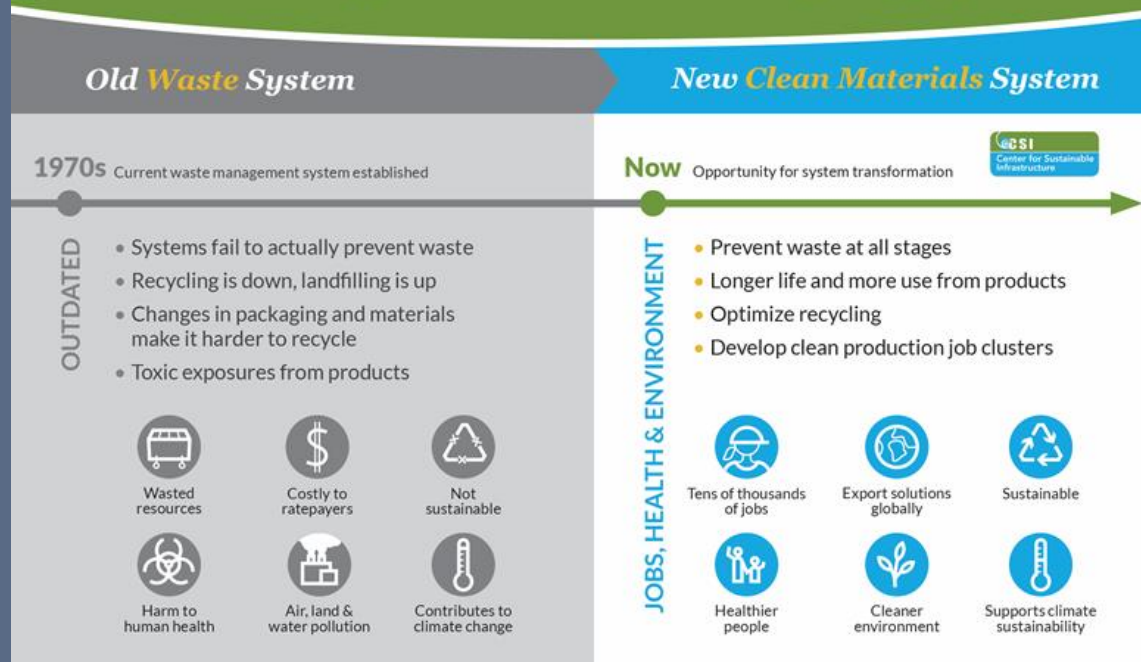 Old Waste System
1970s Current waste management system established
OUTDATED
• Systems fail to actually prevent waste
• Recycling is down, landfilling is up
• Changes in packaging and materials
make it harder to recycle
• Toxic exposures from products
Wasted
resources
Costly to
ratepayers
Not
sustainable
Harm to
human health
Air, land &
water pollution
Contributes to
climate change
New Clean Materials System
CSI
Center for Sustainable
Infrastructure
Now Opportunity for system transformation
JOBS, HEALTH & ENVIRONMENT
• Prevent waste at all stages
• Longer life and more use from products
• Optimize recycling
• Develop clean production job clusters
Tens of thousands
of jobs
Export solutions
globally
Sustainable
Healthier
people
Cleaner
environment
Supports climate
sustainability